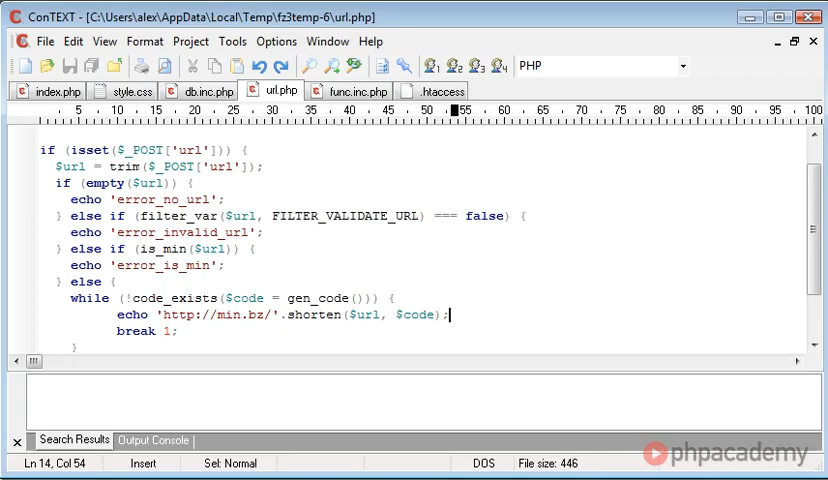 ConTEXT - [C:\Users\alex\AppData\Local\Temp\fz3temp-6\url.php]
File Edit View Format Project Tools Options Window Help
1 2 3 4 PHP
index.php style.css db.inc.php url.php func.inc.php .htaccess
5 10 15 20 25 30 35 40 45 50 55 60 65 70 75 80 85 90 95 100
if (isset($_POST['url'])) {
$url = trim($_POST['url']);
if (empty($url)) {
echo 'error_no_url';
} else if (filter_var($url, FILTER_VALIDATE_URL) === false) {
echo 'error_invalid_url';
} else if (is_min($url)) {
echo 'error_is_min';
} else {
while (!code_exists($code = gen_code())) {
echo 'http://min.bz/'.shorten($url, $code);
break 1;
}
Search Results Output Console
Ln 14, Col 54 Insert Sel: Normal DOS File size: 446
phpacademy